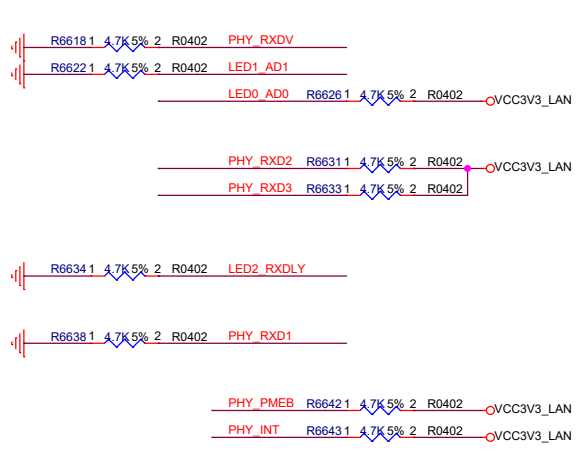 R6618 1 4.7K 5% 2 R0402 PHY_RXDV
R6622 1 4.7K 5% 2 R0402 LED1_AD1
LED0_AD0 R6626 1 4.7K 5% 2 R0402 VCC3V3_LAN
PHY_RXD2 R6631 1 4.7K 5% 2 R0402 VCC3V3_LAN
PHY_RXD3 R6633 1 4.7K 5% 2 R0402
R6634 1 4.7K 5% 2 R0402 LED2_RXDLY
R6638 1 4.7K 5% 2 R0402 PHY_RXD1
PHY_PMEB R6642 1 4.7K 5% 2 R0402 VCC3V3_LAN
PHY_INT R6643 1 4.7K 5% 2 R0402 VCC3V3_LAN